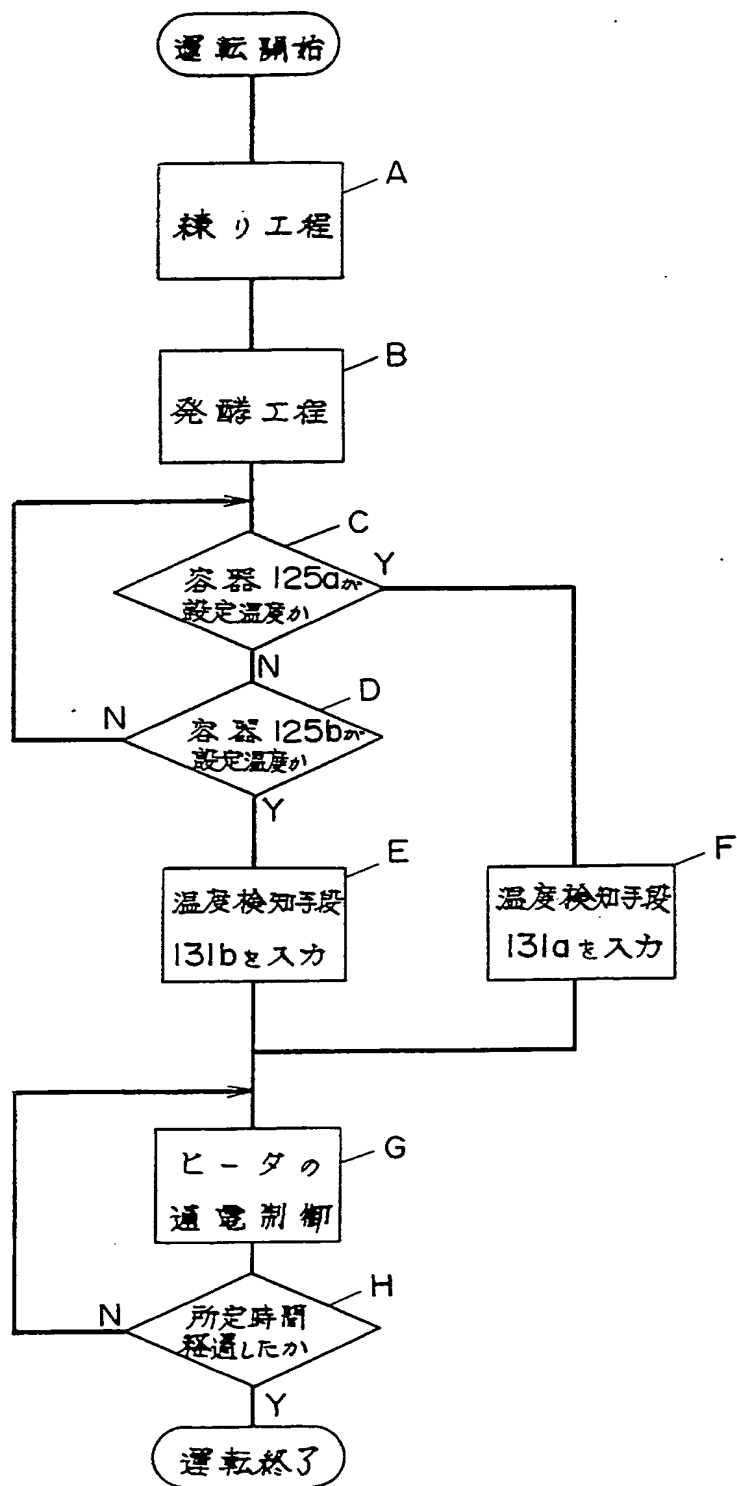 運転開始
A
練り工程
B
発酵工程
C
Y
容器125aが
設定温度か
N
D
N
容器125bが
設定温度か
Y
E
F
温度検知手段
131bを入力
温度検知手段
131aを入力
G
ヒータの
通電制御
H
N
所定時間
経過したか
Y
運転終了